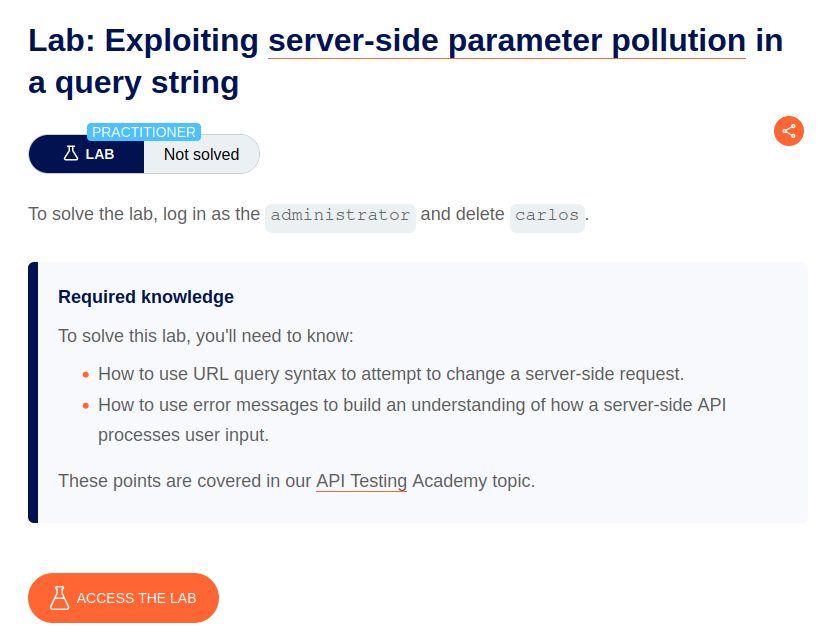 Lab: Exploiting server-side parameter pollution in
a query string
PRACTITIONER
LAB
Not solved
To solve the lab, log in as the administrator and delete carlos.
Required knowledge
To solve this lab, you'll need to know:
• How to use URL query syntax to attempt to change a server-side request.
• How to use error messages to build an understanding of how a server-side API
processes user input.
These points are covered in our API Testing Academy topic.
ACCESS THE LAB